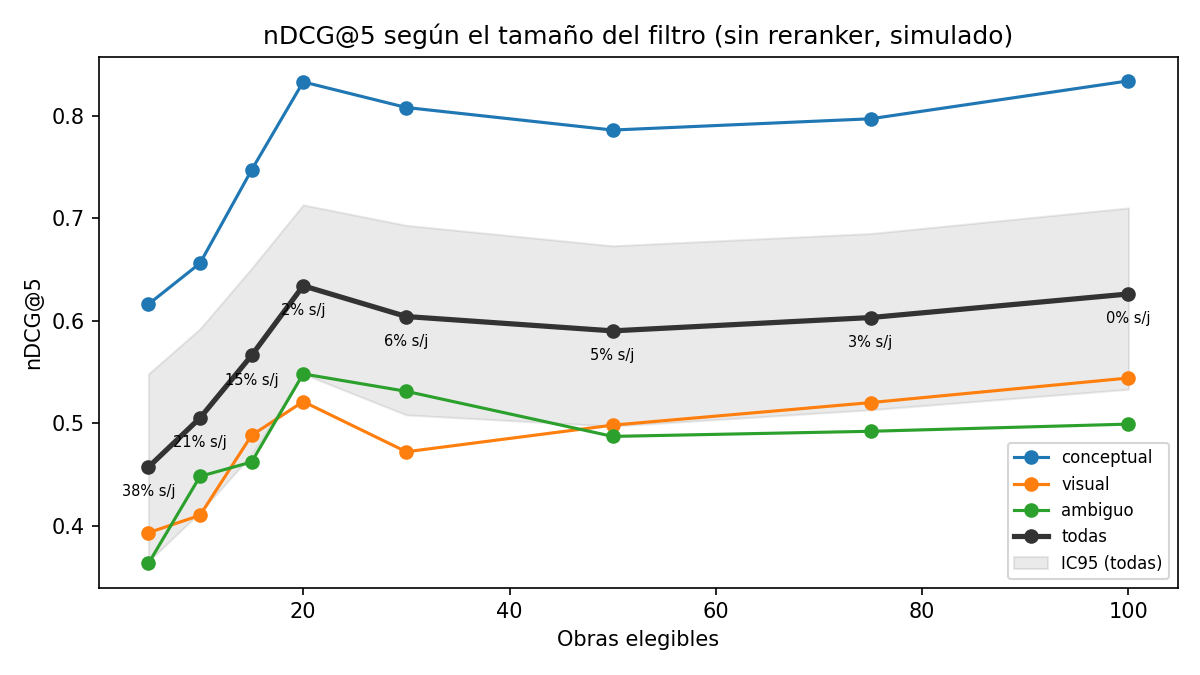 nDCG@5 según el tamaño del filtro (sin reranker, simulado)
nDCG@5
0.8
0.7
0.6
0.5
0.4
38% s/j
21% s/j
15% s/j
2% s/j
6% s/j
5% s/j
3% s/j
0% s/j
conceptual
visual
ambiguo
todas
IC95 (todas)
20
40
60
80
100
Obras elegibles